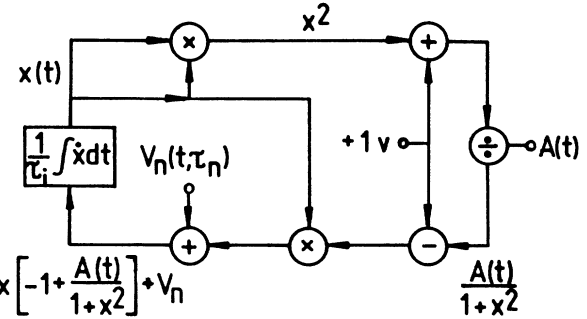 x²
×
+
x(t)
+1 v
÷
A(t)
1/τᵢ ∫ẋdt
Vₙ(t,τₙ)
+
×
−
x[-1+A(t)/1+x²]+Vₙ
A(t)/1+x²